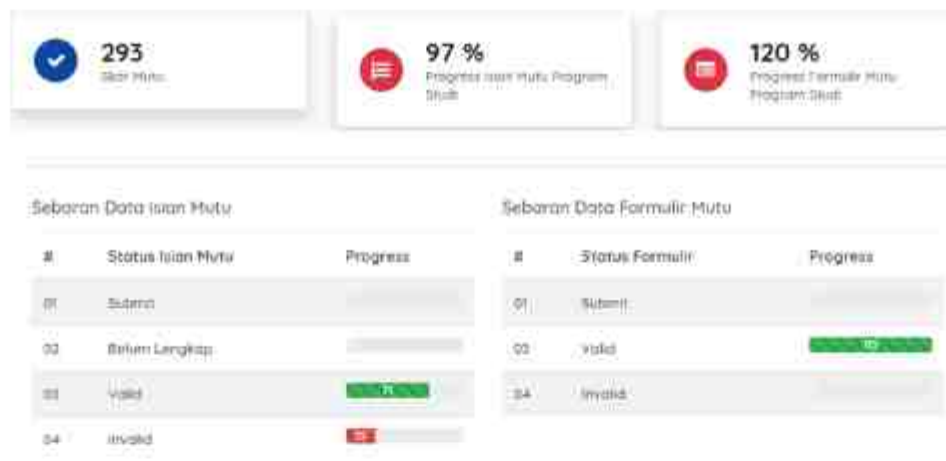 293
Skor Mutu
97 %
Progress Isian Mutu Program
Studi
120 %
Progress Formulir Mutu
Program Studi
Sebaran Data Isian Mutu
# Status Isian Mutu Progress
01 Submit
02 Belum Lengkap
03 Valid
04 Invalid
Sebaran Data Formulir Mutu
# Status Formulir Progress
01 Submit
03 Valid
04 Invalid